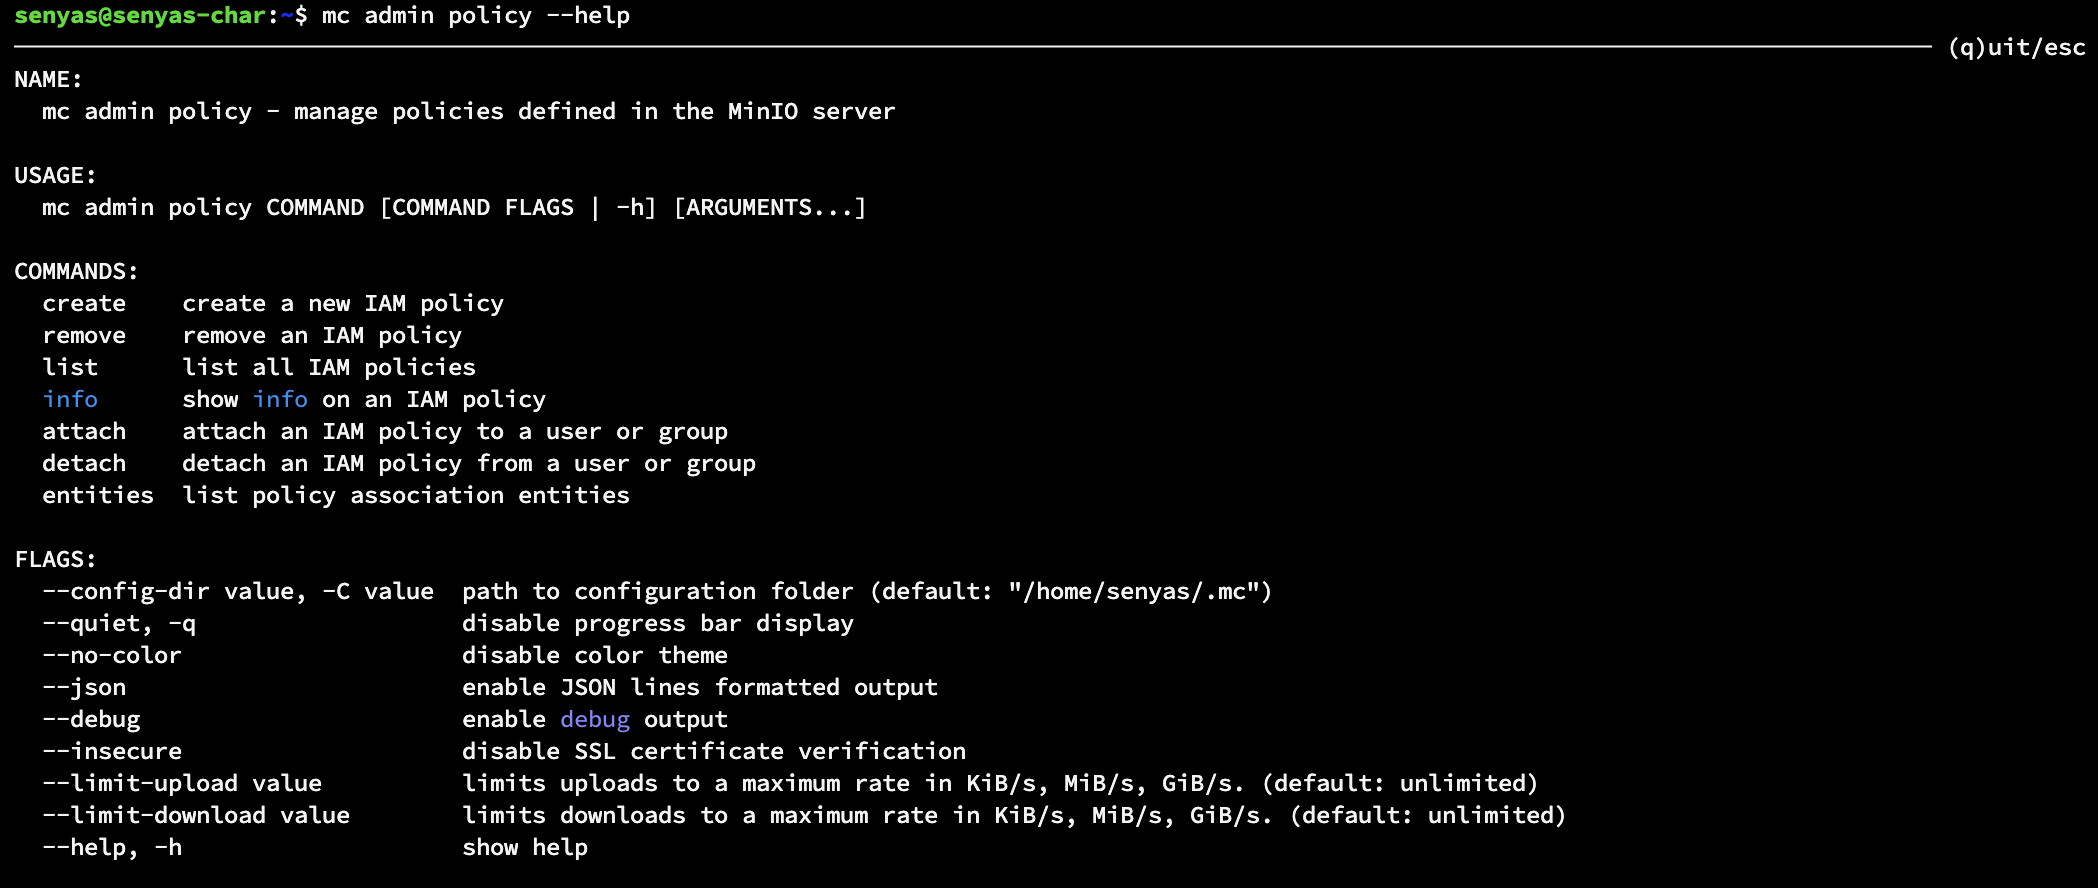 senyas@senyas-char:~$ mc admin policy --help
(q)uit/esc
NAME:
  mc admin policy - manage policies defined in the MinIO server

USAGE:
  mc admin policy COMMAND [COMMAND FLAGS | -h] [ARGUMENTS...]

COMMANDS:
  create    create a new IAM policy
  remove    remove an IAM policy
  list      list all IAM policies
  info      show info on an IAM policy
  attach    attach an IAM policy to a user or group
  detach    detach an IAM policy from a user or group
  entities  list policy association entities

FLAGS:
  --config-dir value, -C value  path to configuration folder (default: "/home/senyas/.mc")
  --quiet, -q                   disable progress bar display
  --no-color                    disable color theme
  --json                        enable JSON lines formatted output
  --debug                       enable debug output
  --insecure                    disable SSL certificate verification
  --limit-upload value          limits uploads to a maximum rate in KiB/s, MiB/s, GiB/s. (default: unlimited)
  --limit-download value        limits downloads to a maximum rate in KiB/s, MiB/s, GiB/s. (default: unlimited)
  --help, -h                    show help